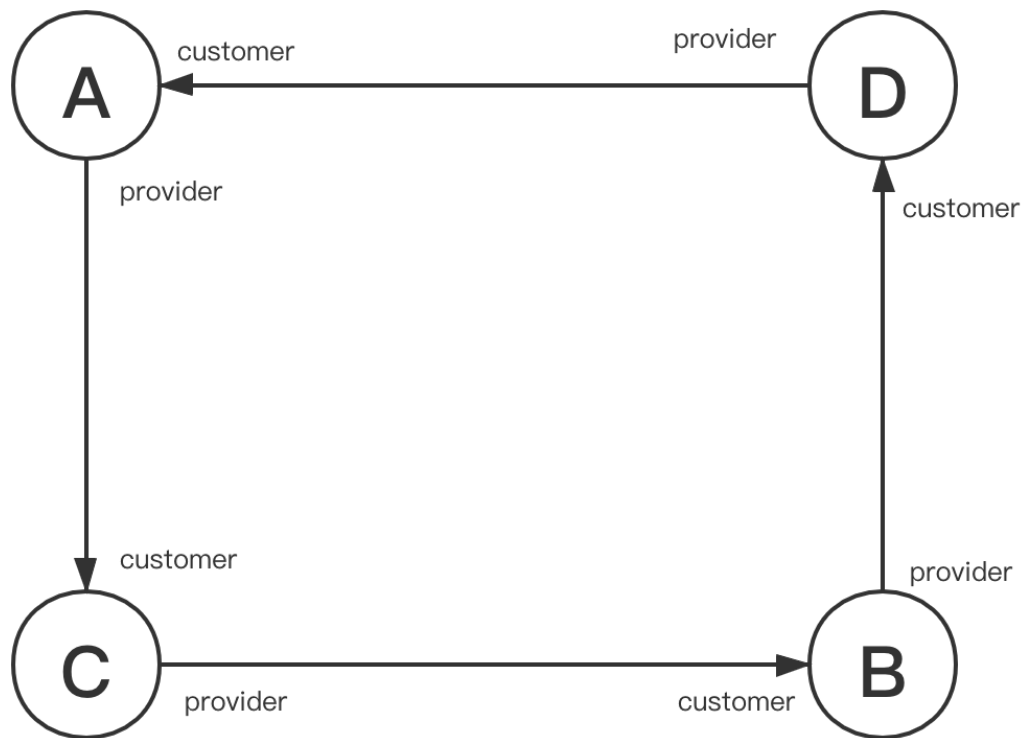 customer
provider
A
D
provider
customer
customer
provider
C
B
provider
customer